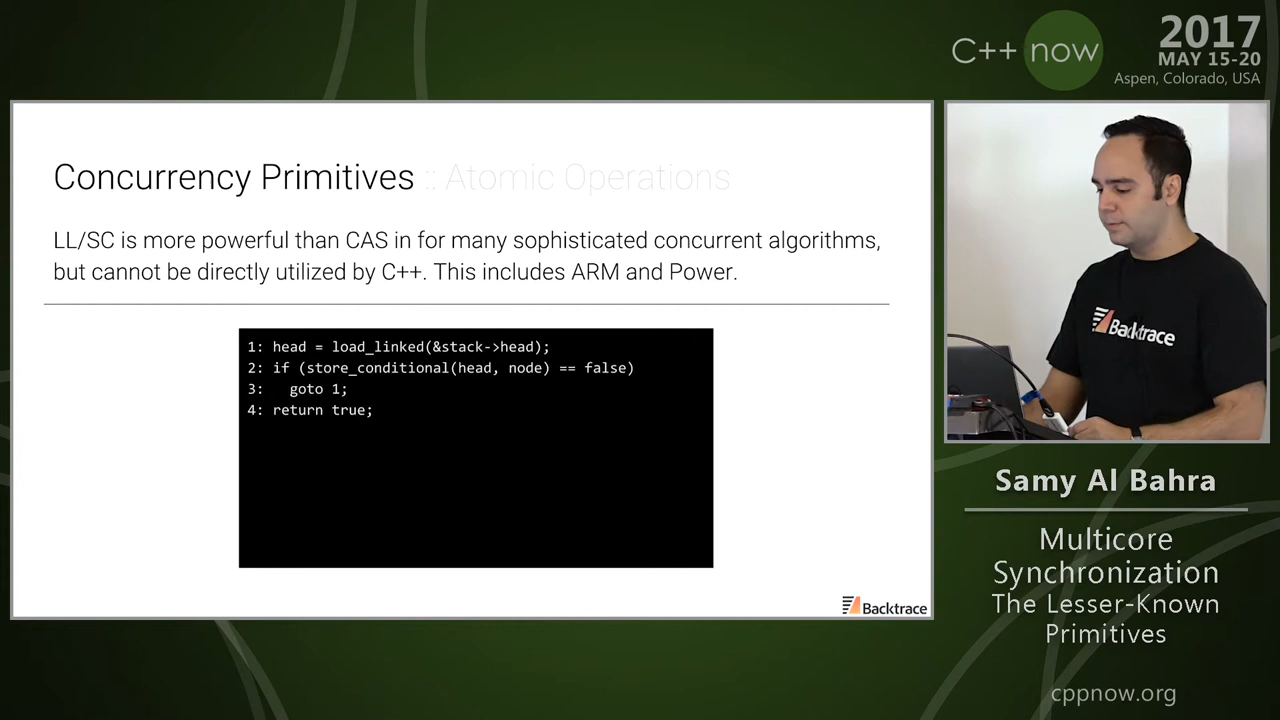 C++ now
2017
MAY 15-20
Aspen, Colorado, USA
Concurrency Primitives :: Atomic Operations
LL/SC is more powerful than CAS in for many sophisticated concurrent algorithms,
but cannot be directly utilized by C++. This includes ARM and Power.
1: head = load_linked(&stack->head);
2: if (store_conditional(head, node) == false)
3:   goto 1;
4: return true;
Backtrace
Backtrace
Samy Al Bahra
Multicore
Synchronization
The Lesser-Known
Primitives
cppnow.org